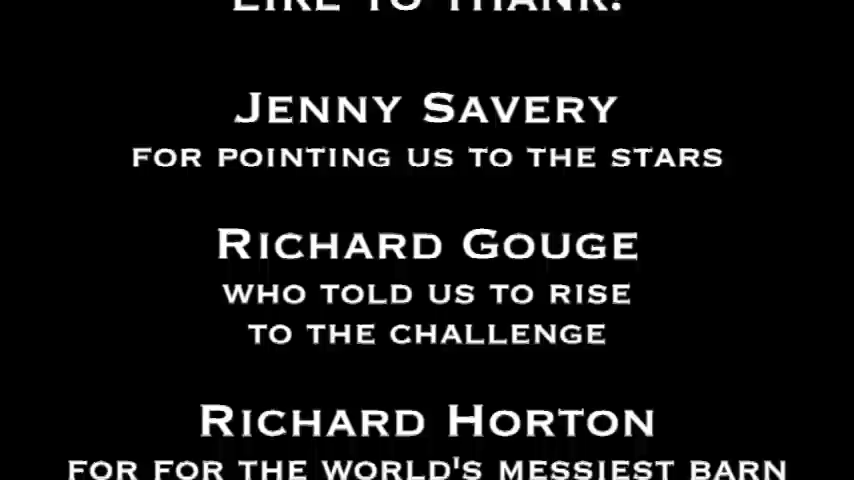 LIKE TO THANK:
JENNY SAVERY
FOR POINTING US TO THE STARS
RICHARD GOUGE
WHO TOLD US TO RISE
TO THE CHALLENGE
RICHARD HORTON
FOR FOR THE WORLD'S MESSIEST BARN